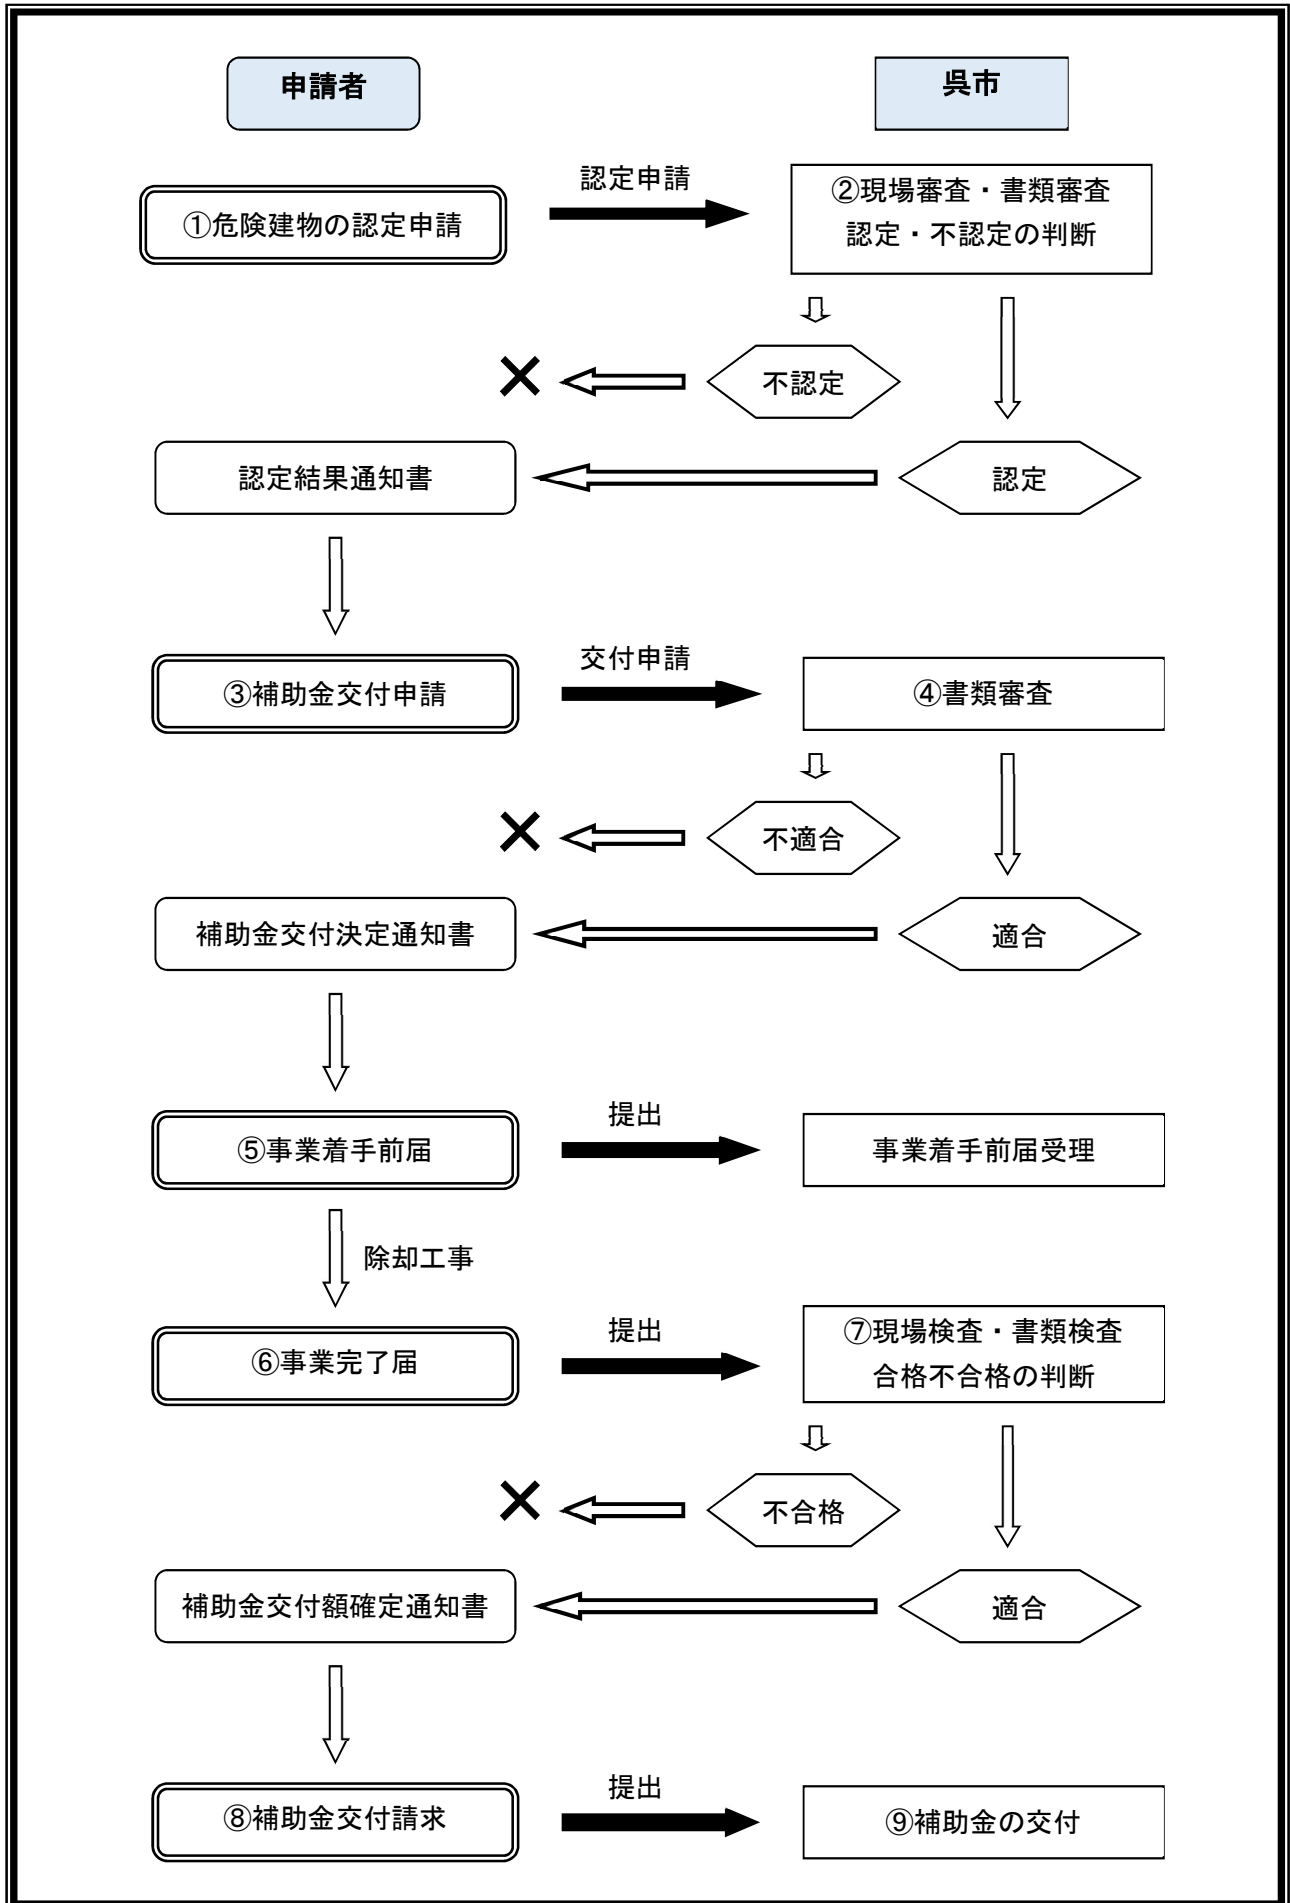 申請者
呉市
認定申請
①危険建物の認定申請
②現場審査・書類審査
認定・不認定の判断
不認定
認定結果通知書
認定
交付申請
③補助金交付申請
④書類審査
不適合
補助金交付決定通知書
適合
提出
⑤事業着手前届
事業着手前届受理
除却工事
提出
⑥事業完了届
⑦現場検査・書類検査
合格不合格の判断
不合格
補助金交付額確定通知書
適合
提出
⑧補助金交付請求
⑨補助金の交付